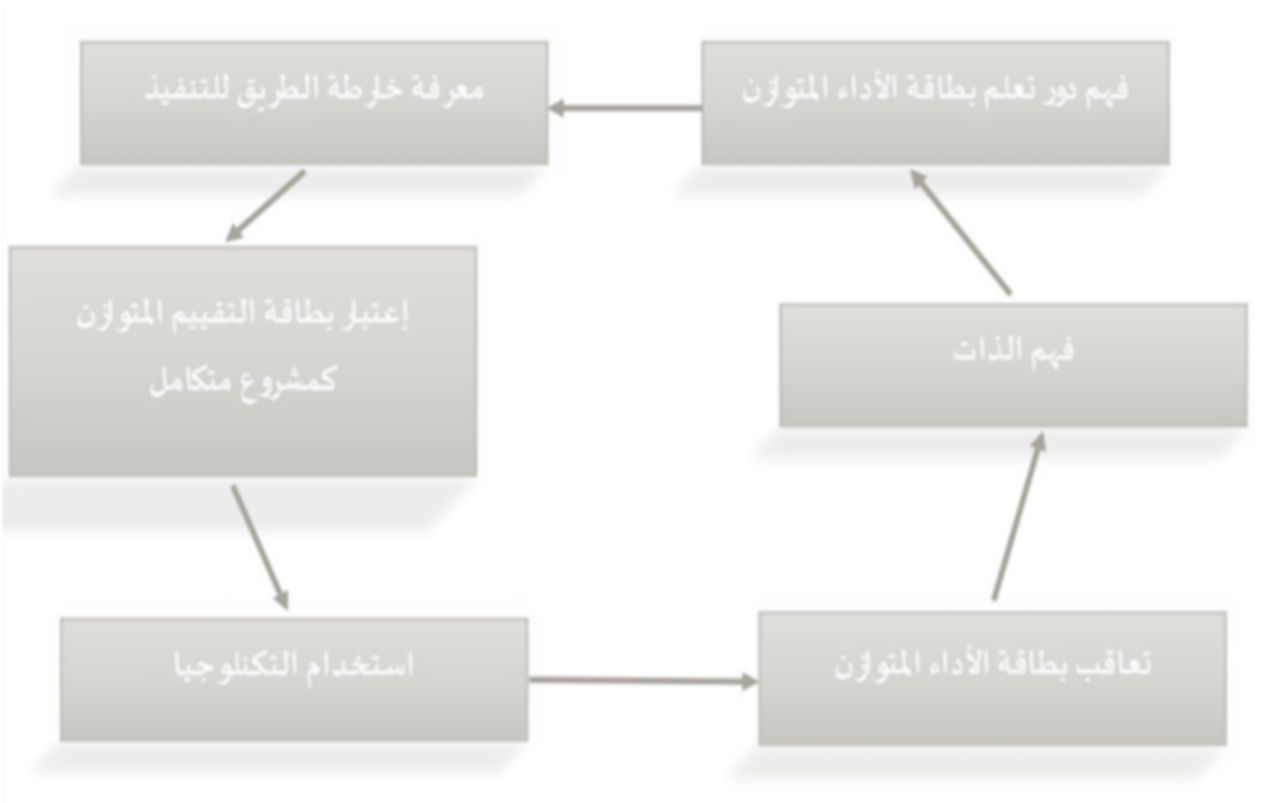 فهم دور تعلم بطاقة الأداء المتوازن
معرفة خارطة الطريق للتنفيذ
إعتبار بطاقة التقييم المتوازن
كمشروع متكامل
فهم الذات
استخدام التكنلوجيا
تعاقب بطاقة الأداء المتوازن